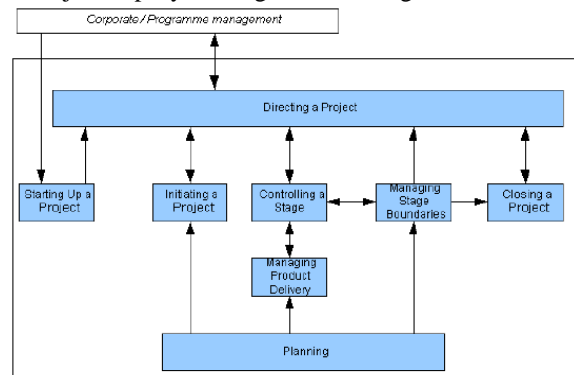 Corporate / Programme management
Directing a Project
Starting Up a
Project
Initiating a
Project
Controlling a
Stage
Managing
Stage
Boundaries
Closing a
Project
Managing
Product
Delivery
Planning